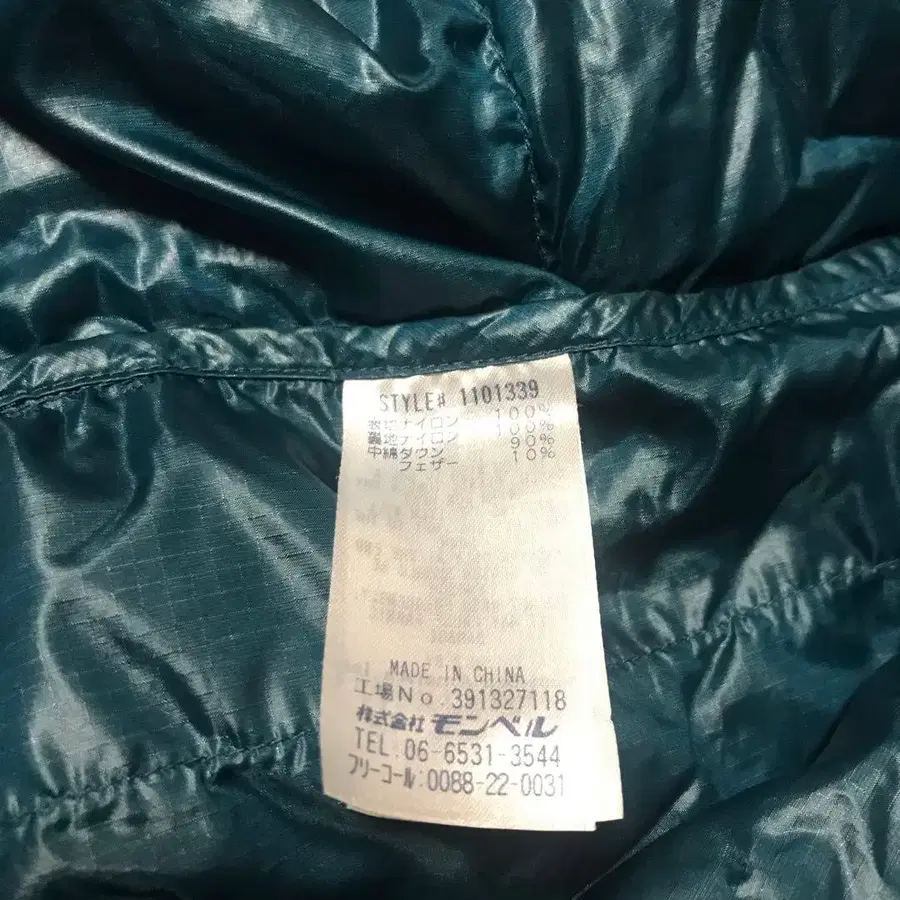 STYLE# 1101339
表地ナイロン 100%
裏地ナイロン 100%
中綿ダウン 90%
フェザー 10%
MADE IN CHINA
工場No 391327118
株式会社 モンベル
TEL 06-6531-3544
フリーコール:0088-22-0031